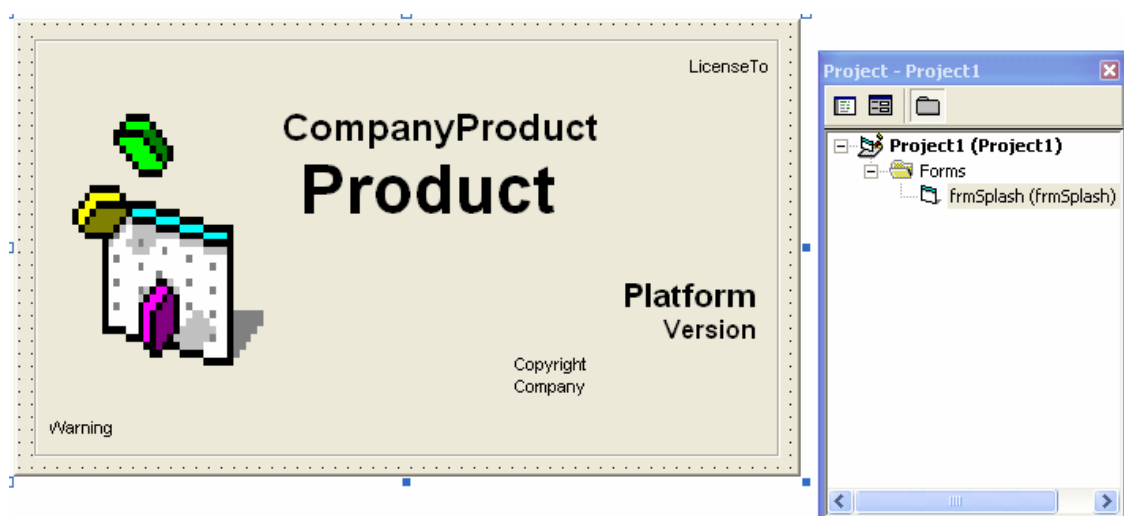 LicenseTo
CompanyProduct
Product
Platform
Version
Copyright
Company
Warning
Project - Project1
Project1 (Project1)
Forms
frmSplash (frmSplash)